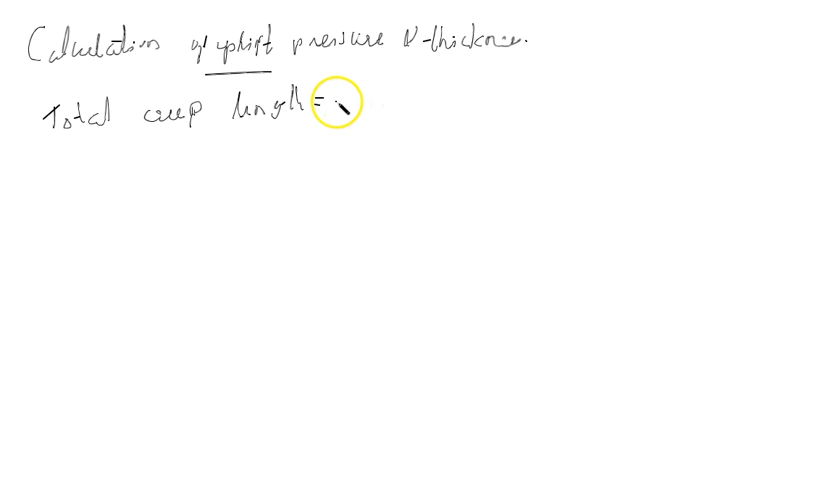 Calculation of uplift pressure & thickness.
Total creep length =